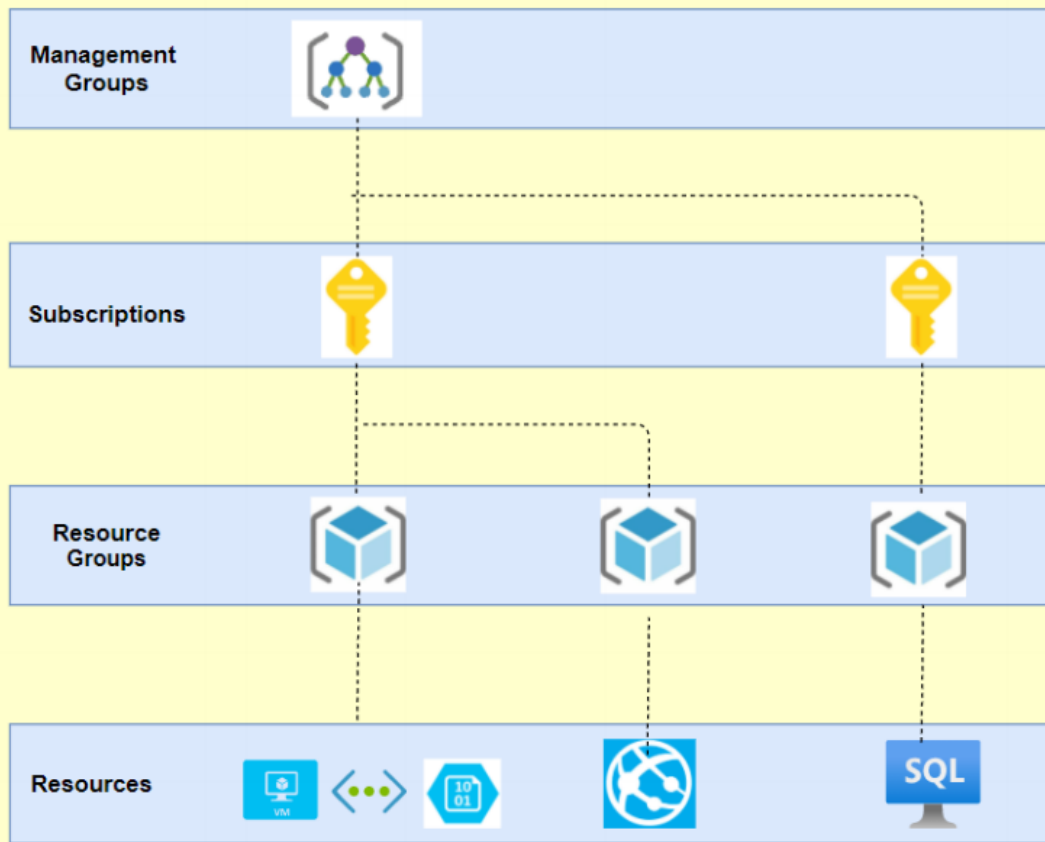 Management
Groups
Subscriptions
Resource
Groups
Resources
VM
10
01
SQL